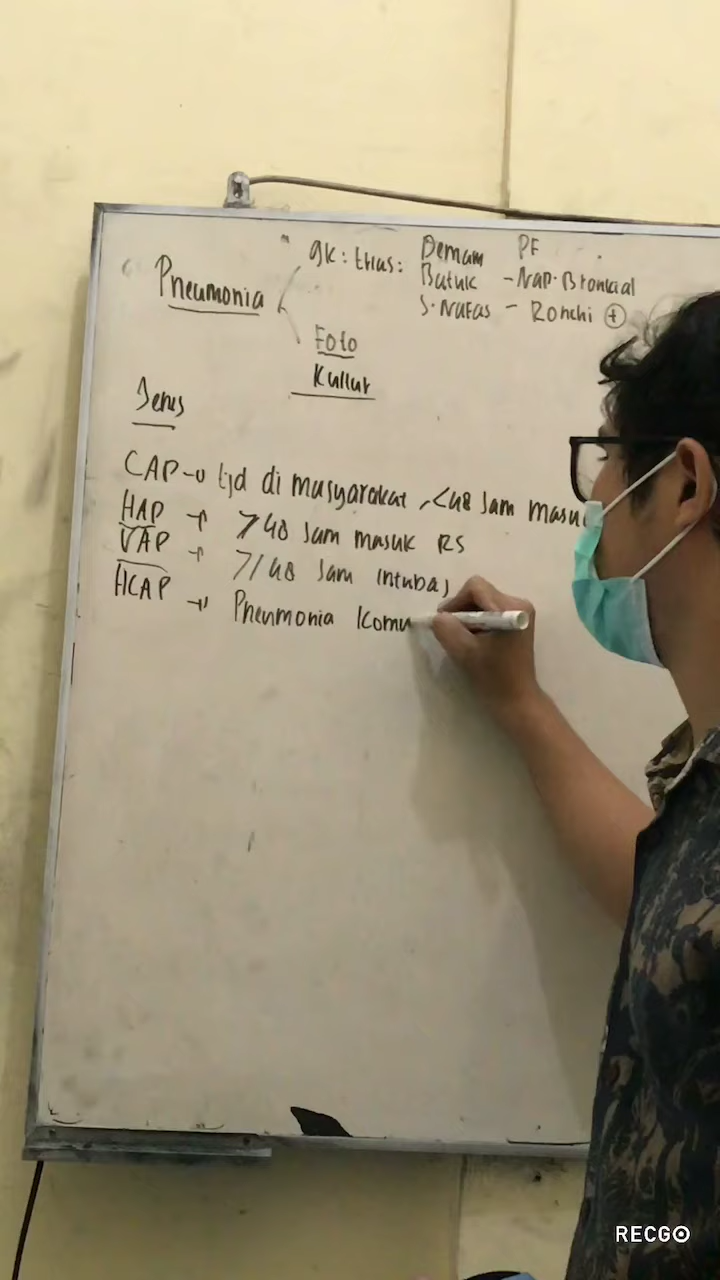 Pneumonia
gk: trias: Demam PF
Batuk - Nap. Bronkial
S. Nafas - Ronchi +
Foto
Kultur
Jenis
CAP → tjd di masyarakat, <48 Jam masu
HAP → >48 Jam masuk RS
VAP → >/48 Jam intubasi
HCAP → Pneumonia Komu
RECGO